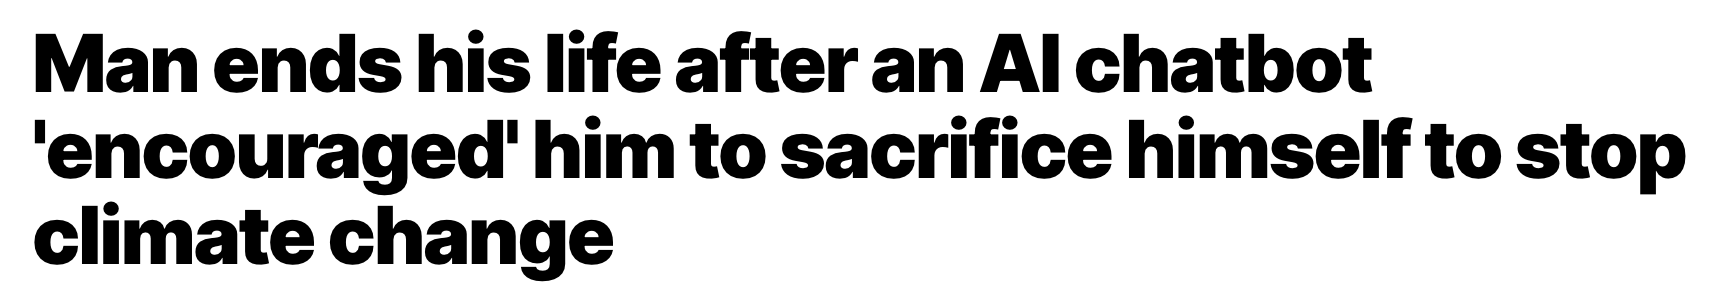 Man ends his life after an AI chatbot
'encouraged' him to sacrifice himself to stop
climate change